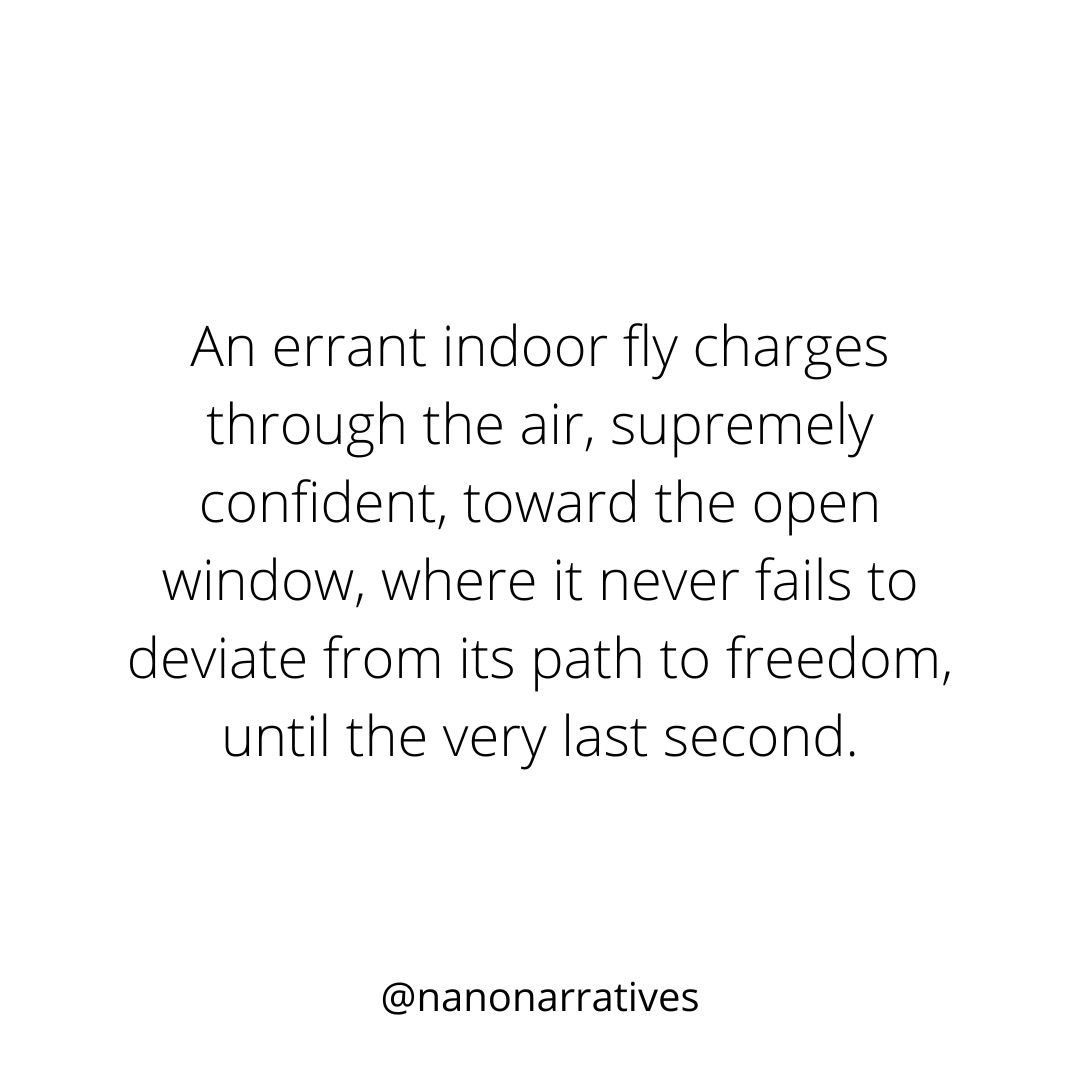 An errant indoor fly charges
through the air, supremely
confident, toward the open
window, where it never fails to
deviate from its path to freedom,
until the very last second.
@nanonarratives